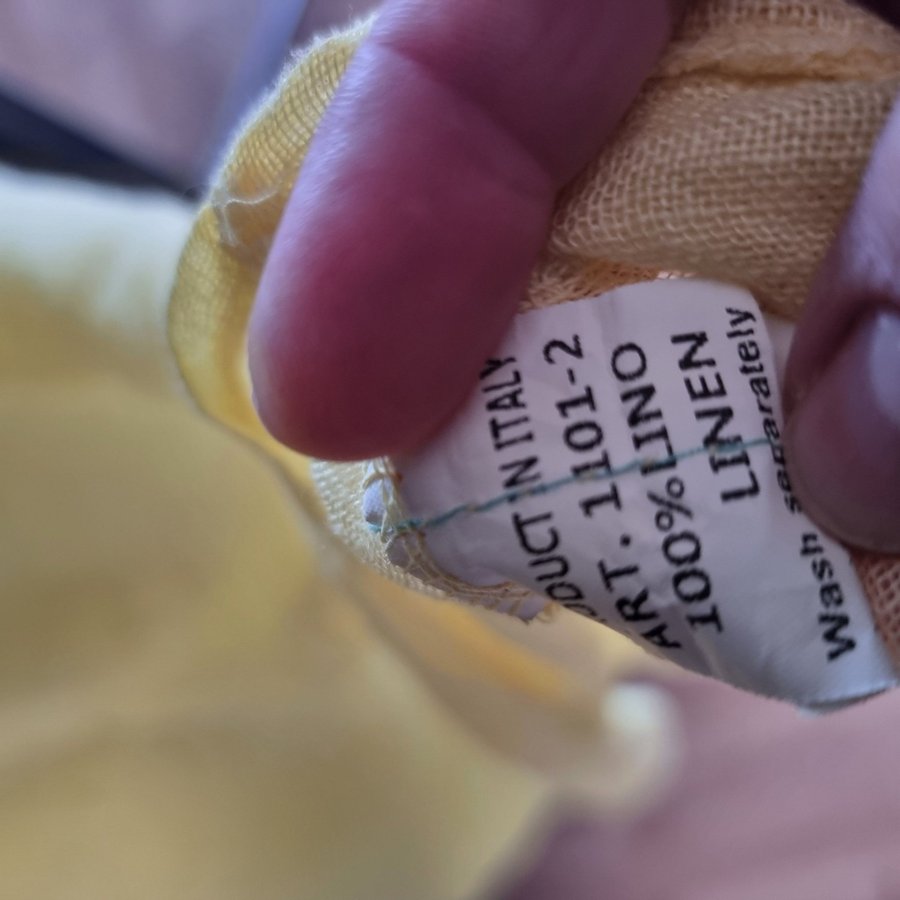 ODUCT IN ITALY
ART. 1101-2
100%LINO
LINEN
Wash separately